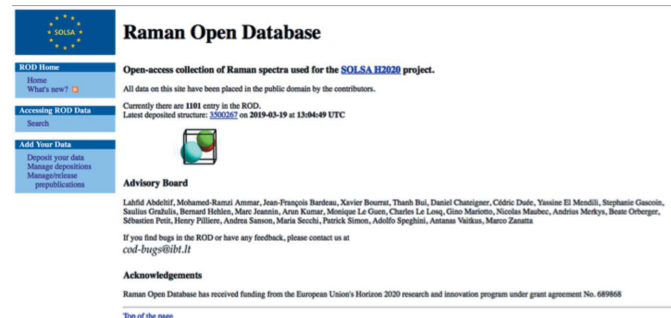 SOLSA
Raman Open Database
ROD Home
Home
What's new?
Accessing ROD Data
Search
Add Your Data
Deposit your data
Manage depositions
Manage/release
prepublications
Open-access collection of Raman spectra used for the SOLSA H2020 project.
All data on this site have been placed in the public domain by the contributors.
Currently there are 1101 entry in the ROD.
Latest deposited structure: 3500267 on 2019-03-19 at 13:04:49 UTC
Advisory Board
Lahfid Abdeltif, Mohamed-Ramzi Ammar, Jean-François Bardeau, Xavier Bourrat, Thanh Bui, Daniel Chateigner, Cédric Duée, Yassine El Mendili, Stephanie Gascoin,
Saulius Gražulis, Bernard Hehlen, Marc Jeannin, Arun Kumar, Monique Le Guen, Charles Le Losq, Gino Mariotto, Nicolas Maubec, Andrius Merkys, Beate Orberger,
Sébastien Petit, Henry Pilliere, Andrea Sanson, Maria Secchi, Patrick Simon, Adolfo Speghini, Antanas Vaitkus, Marco Zanatta
If you find bugs in the ROD or have any feedback, please contact us at
cod-bugs@ibt.lt
Acknowledgements
Raman Open Database has received funding from the European Union's Horizon 2020 research and innovation program under grant agreement No. 689868
Top of the page